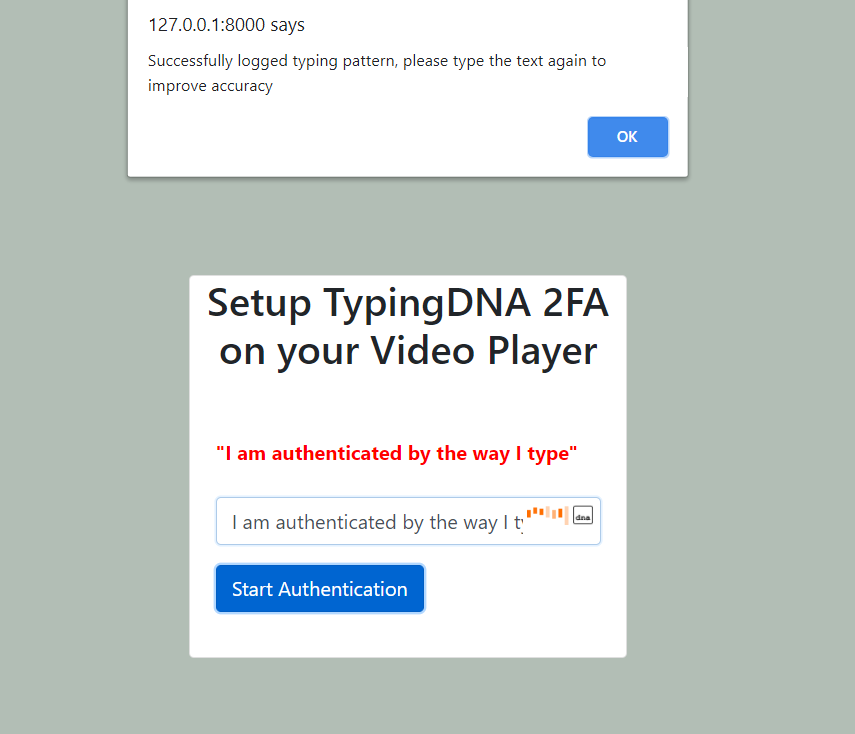 127.0.0.1:8000 says
Successfully logged typing pattern, please type the text again to
improve accuracy
OK
Setup TypingDNA 2FA
on your Video Player
"I am authenticated by the way I type"
I am authenticated by the way I ty
dna
Start Authentication